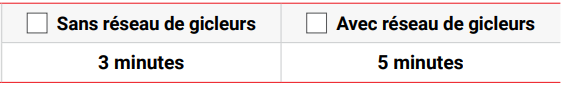 Sans réseau de gicleurs Avec réseau de gicleurs
3 minutes 5 minutes